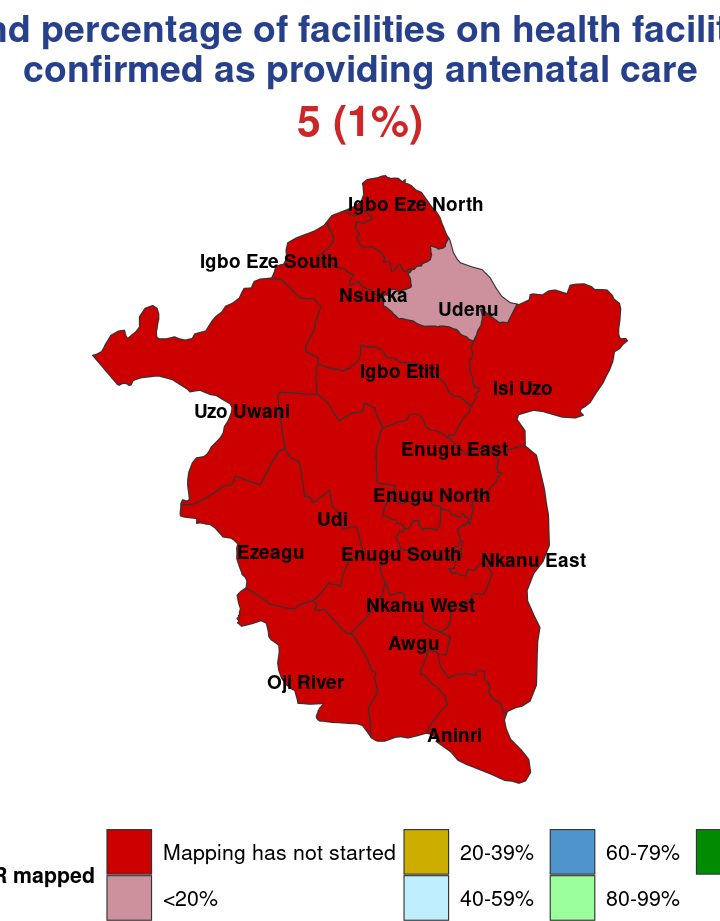 nd percentage of facilities on health facilit
confirmed as providing antenatal care
5 (1%)
Igbo Eze North
Igbo Eze South
Nsukka
Udenu
Igbo Etiti
Isi Uzo
Uzo Uwani
Enugu East
Enugu North
Udi
Ezeagu
Enugu South
Nkanu East
Nkanu West
Awgu
Oji River
Aninri
R mapped
Mapping has not started
<20%
20-39%
40-59%
60-79%
80-99%